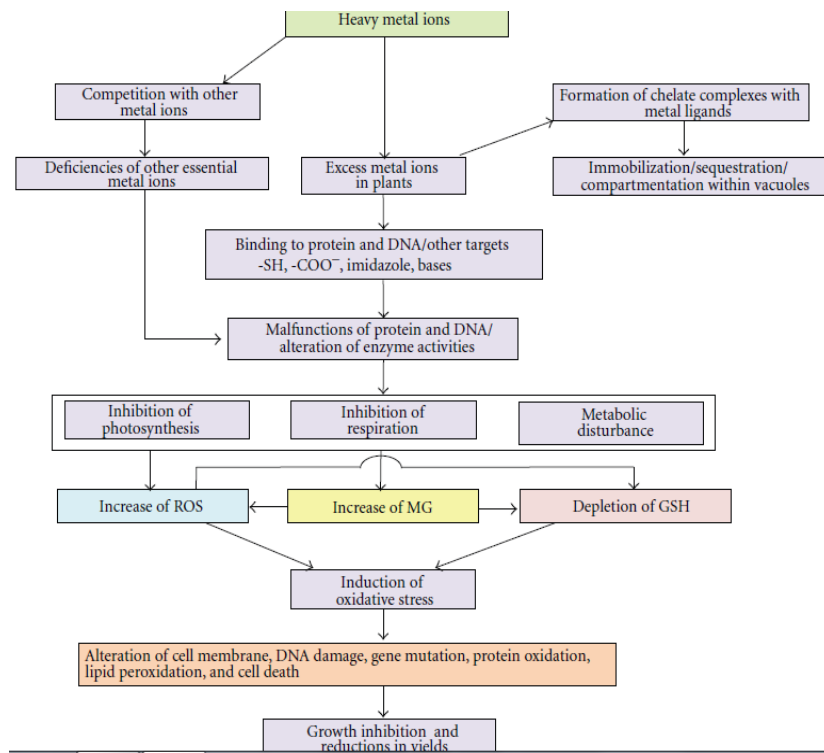 Heavy metal ions
Competition with other
metal ions
Formation of chelate complexes with
metal ligands
Deficiencies of other essential
metal ions
Excess metal ions
in plants
Immobilization/sequestration/
compartmentation within vacuoles
Binding to protein and DNA/other targets
-SH, -COO⁻, imidazole, bases
Malfunctions of protein and DNA/
alteration of enzyme activities
Inhibition of
photosynthesis
Inhibition of
respiration
Metabolic
disturbance
Increase of ROS
Increase of MG
Depletion of GSH
Induction of
oxidative stress
Alteration of cell membrane, DNA damage, gene mutation, protein oxidation,
lipid peroxidation, and cell death
Growth inhibition and
reductions in yields